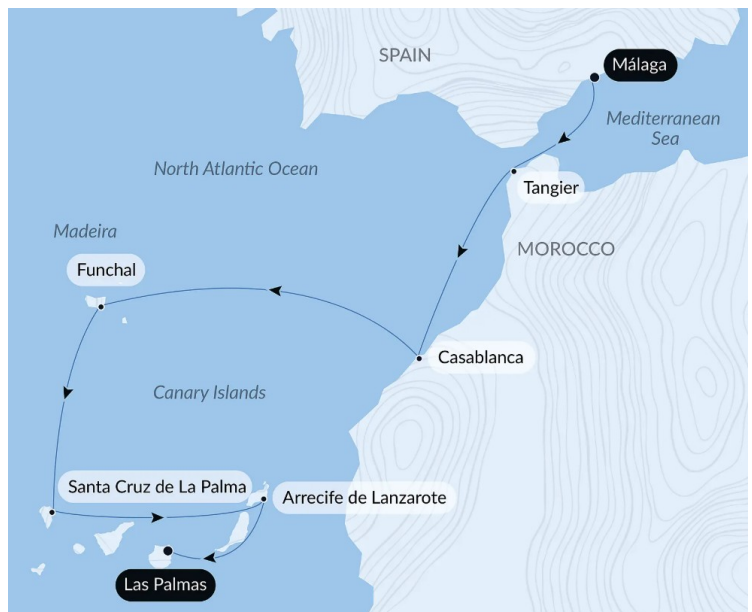 SPAIN
Málaga
Mediterranean
Sea
North Atlantic Ocean
Tangier
Madeira
MOROCCO
Funchal
Casablanca
Canary Islands
Santa Cruz de La Palma
Arrecife de Lanzarote
Las Palmas